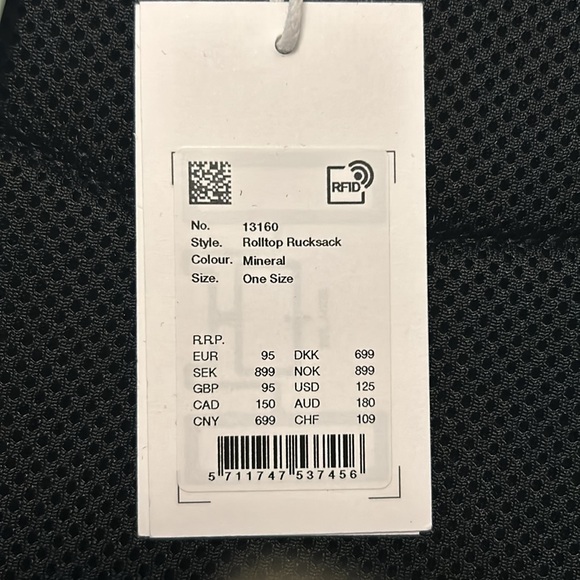 RFID
No. 13160
Style. Rolltop Rucksack
Colour. Mineral
Size. One Size
R.R.P.
EUR 95 DKK 699
SEK 899 NOK 899
GBP 95 USD 125
CAD 150 AUD 180
CNY 699 CHF 109
5 711747 537456